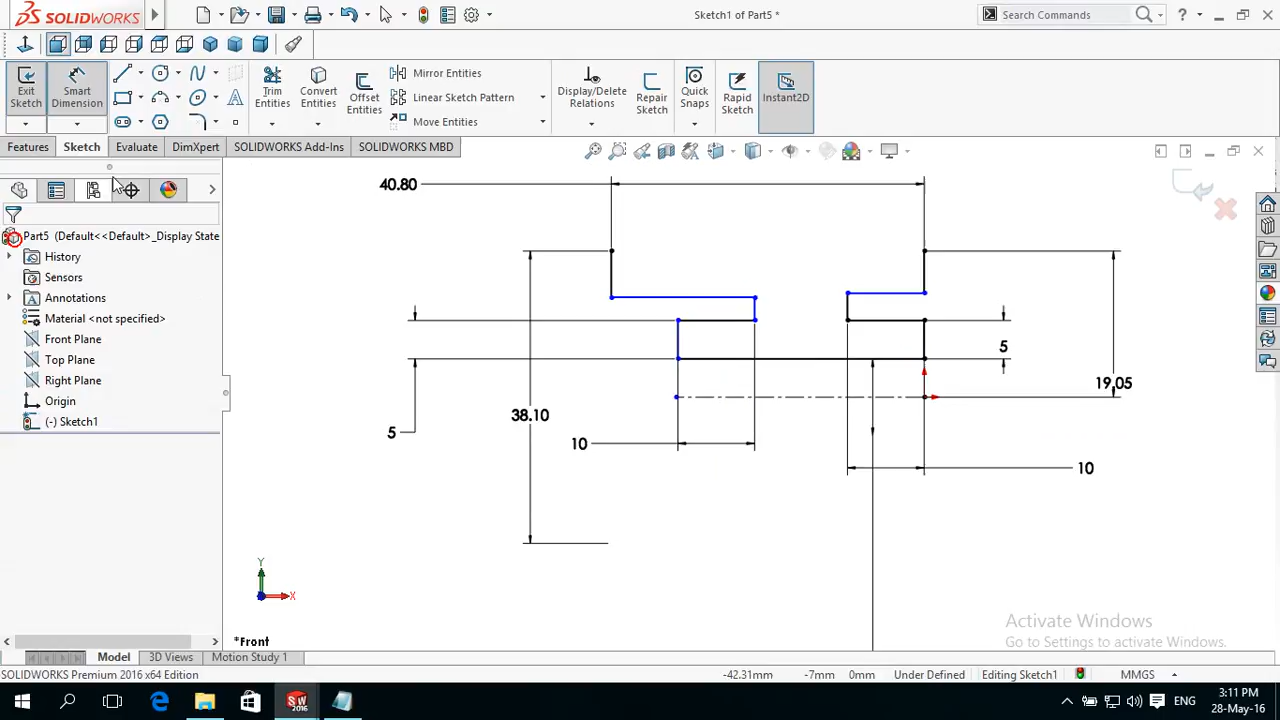 SOLIDWORKS
Sketch1 of Part5 *
Search Commands
Exit Sketch
Smart Dimension
Trim Entities
Convert Entities
Offset Entities
Mirror Entities
Linear Sketch Pattern
Move Entities
Display/Delete Relations
Repair Sketch
Quick Snaps
Rapid Sketch
Instant2D
Features
Sketch
Evaluate
DimXpert
SOLIDWORKS Add-Ins
SOLIDWORKS MBD
Part5 (Default<<Default>_Display State
History
Sensors
Annotations
Material <not specified>
Front Plane
Top Plane
Right Plane
Origin
(-) Sketch1
40.80
5
19.05
38.10
5
10
10
Y
X
*Front
Activate Windows
Go to Settings to activate Windows.
Model
3D Views
Motion Study 1
SOLIDWORKS Premium 2016 x64 Edition
-42.31mm
-7mm
0mm
Under Defined
Editing Sketch1
MMGS
SW
2016
ENG
3:11 PM
28-May-16